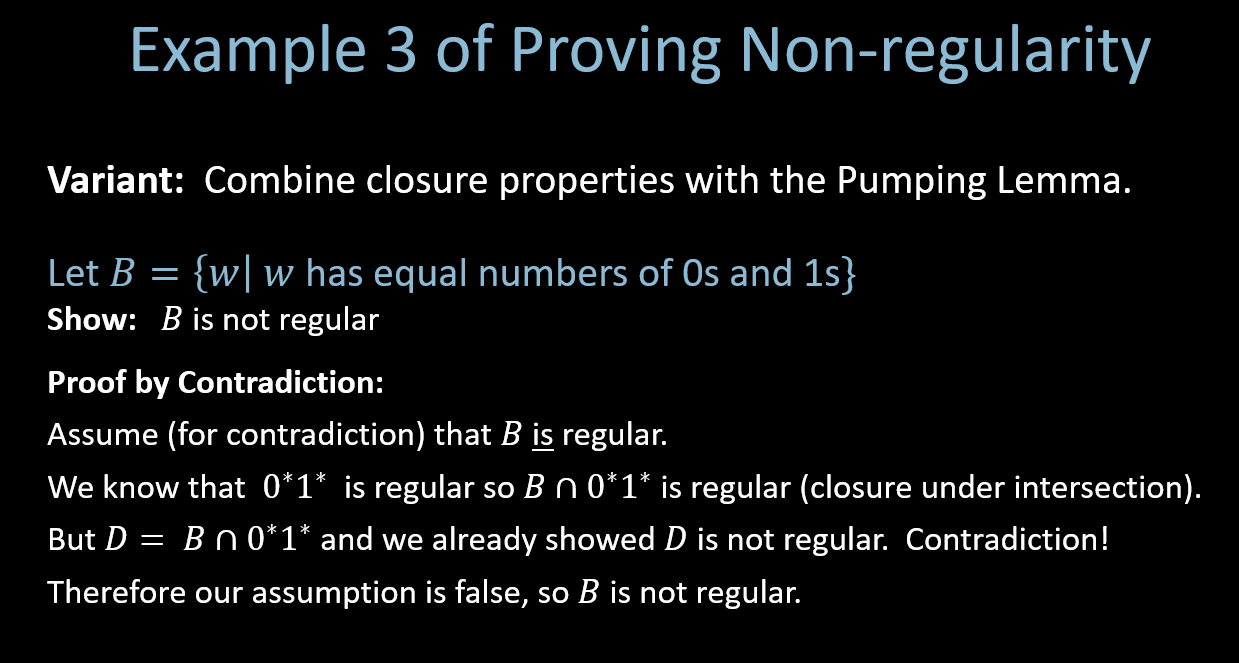 Example 3 of Proving Non-regularity
Variant: Combine closure properties with the Pumping Lemma.
Let B = {w| w has equal numbers of 0s and 1s}
Show: B is not regular
Proof by Contradiction:
Assume (for contradiction) that B is regular.
We know that 0*1* is regular so B ∩ 0*1* is regular (closure under intersection).
But D = B ∩ 0*1* and we already showed D is not regular. Contradiction!
Therefore our assumption is false, so B is not regular.